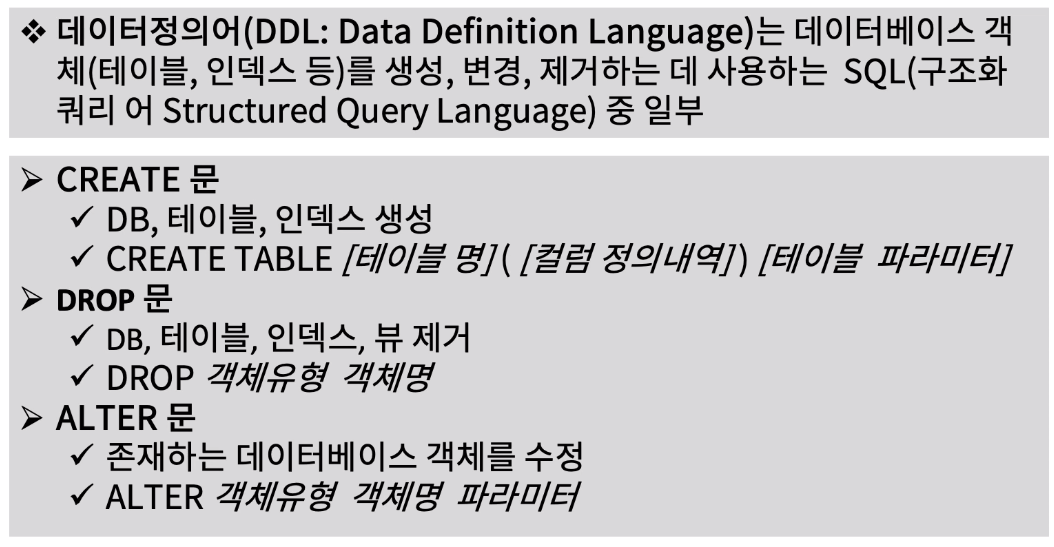 ❖ 데이터정의어(DDL: Data Definition Language)는 데이터베이스 객
체(테이블, 인덱스 등)를 생성, 변경, 제거하는 데 사용하는 SQL(구조화
쿼리 어 Structured Query Language) 중 일부
➢ CREATE 문
✓ DB, 테이블, 인덱스 생성
✓ CREATE TABLE [테이블 명] ( [컬럼 정의내역] ) [테이블 파라미터]
➢ DROP 문
✓ DB, 테이블, 인덱스, 뷰 제거
✓ DROP 객체유형 객체명
➢ ALTER 문
✓ 존재하는 데이터베이스 객체를 수정
✓ ALTER 객체유형 객체명 파라미터